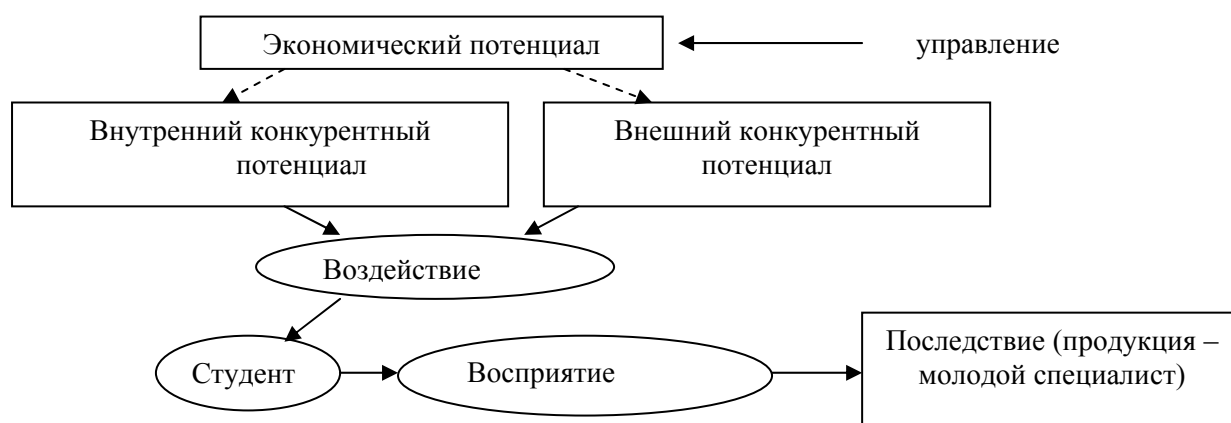 Экономический потенциал
управление
Внутренний конкурентный
потенциал
Внешний конкурентный
потенциал
Воздействие
Студент
Восприятие
Последствие (продукция –
молодой специалист)